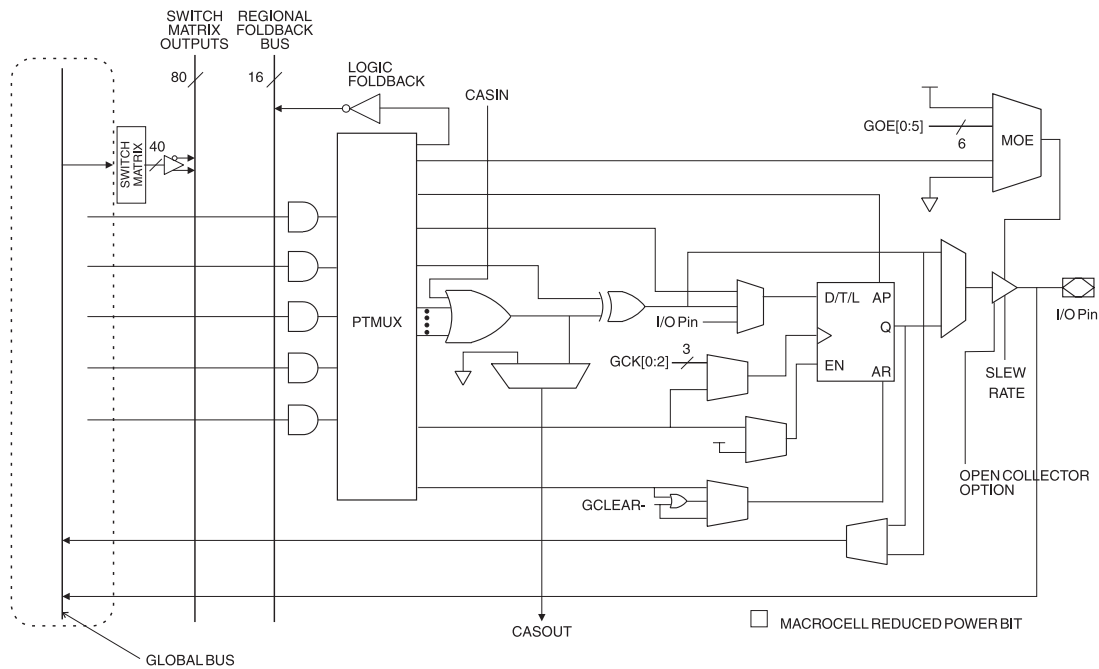 SWITCH
MATRIX
OUTPUTS
REGIONAL
FOLDBACK
BUS
80
16
LOGIC
FOLDBACK
CASIN
GOE[0:5]
6
MOE
SWITCH
MATRIX
40
PTMUX
I/O Pin
D/T/L
AP
Q
EN
AR
I/O Pin
GCK[0:2]
3
SLEW
RATE
OPEN COLLECTOR
OPTION
GCLEAR-
CASOUT
MACROCELL REDUCED POWER BIT
GLOBAL BUS